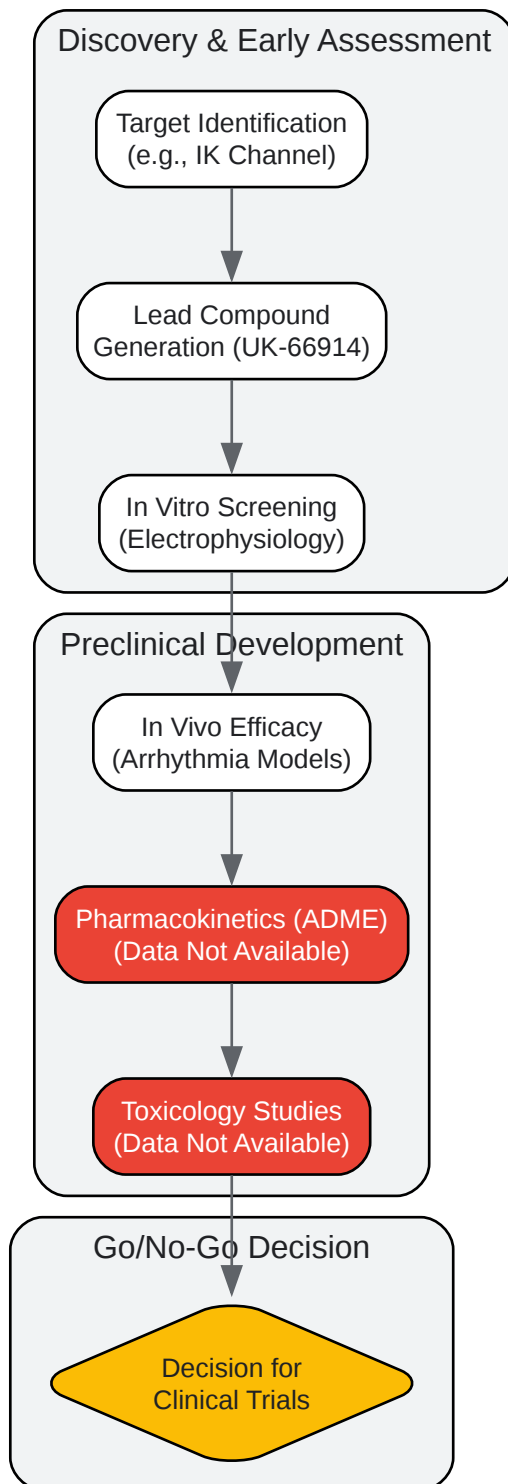 Discovery & Early Assessment
Target Identification
(e.g., IK Channel)
Lead Compound
Generation (UK-66914)
In Vitro Screening
(Electrophysiology)
Preclinical Development
In Vivo Efficacy
(Arrhythmia Models)
Pharmacokinetics (ADME)
(Data Not Available)
Toxicology Studies
(Data Not Available)
Go/No-Go Decision
Decision for
Clinical Trials